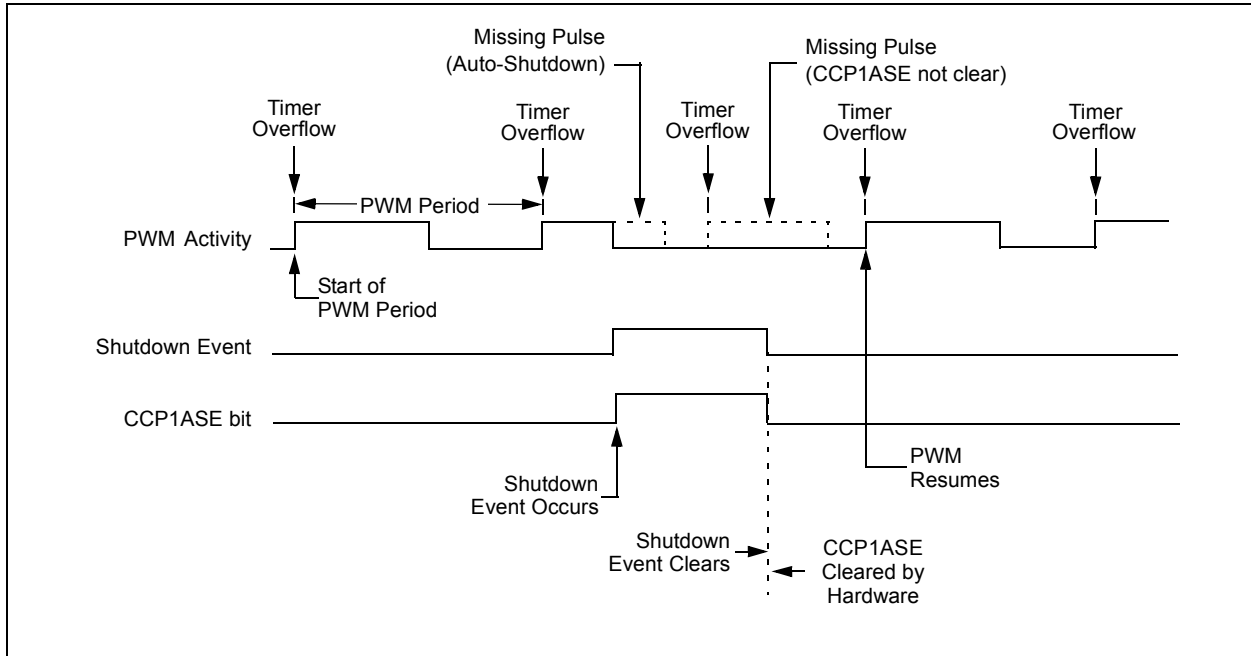 Missing Pulse
(Auto-Shutdown)
Missing Pulse
(CCP1ASE not clear)
Timer
Overflow
Timer
Overflow
Timer
Overflow
Timer
Overflow
Timer
Overflow
PWM Period
PWM Activity
Start of
PWM Period
Shutdown Event
CCP1ASE bit
Shutdown
Event Occurs
PWM
Resumes
Shutdown
Event Clears
CCP1ASE
Cleared by
Hardware